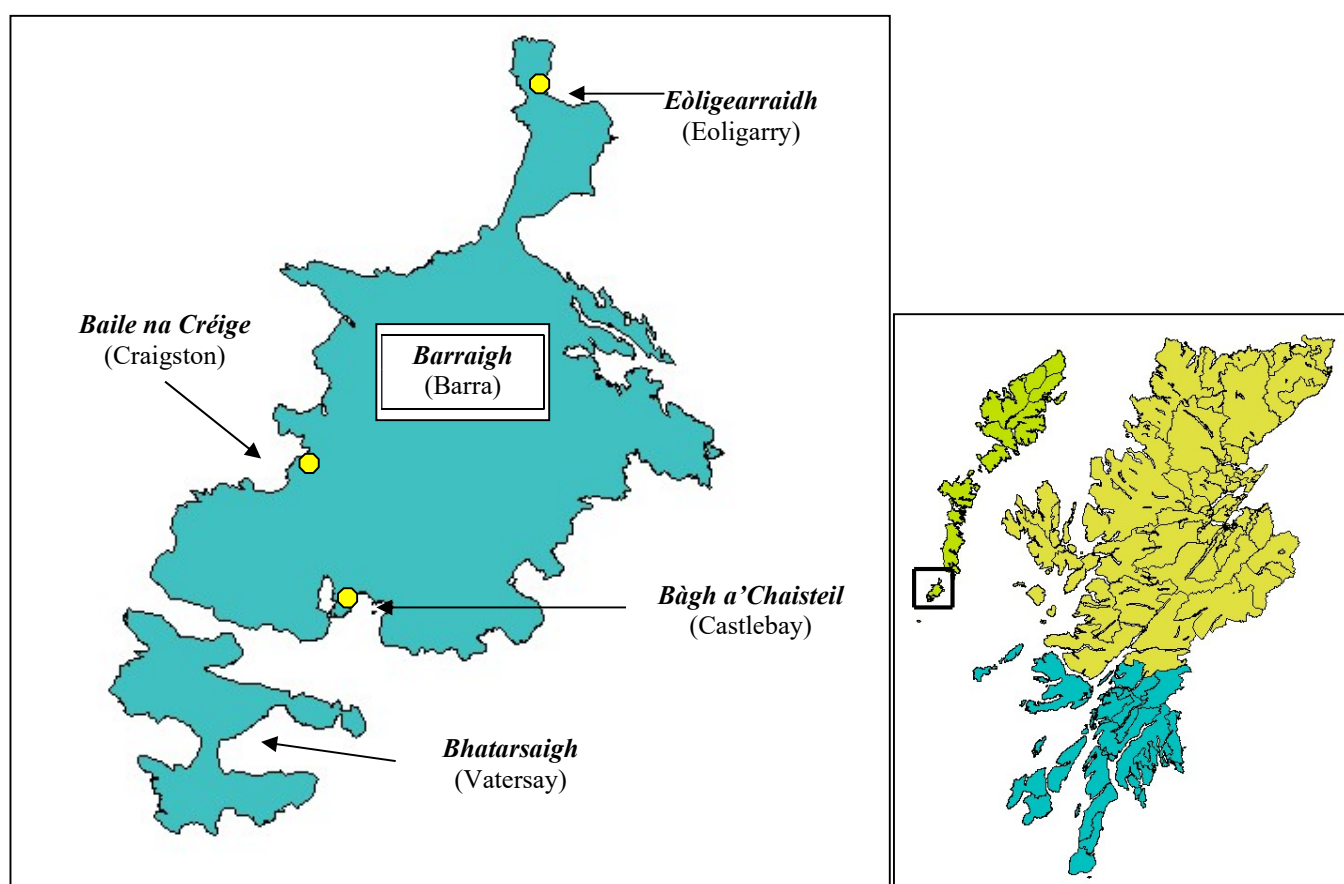 Eòligearraidh
(Eoligarry)
Baile na Créige
(Craigston)
Barraigh
(Barra)
Bàgh a’Chaisteil
(Castlebay)
Bhatarsaigh
(Vatersay)